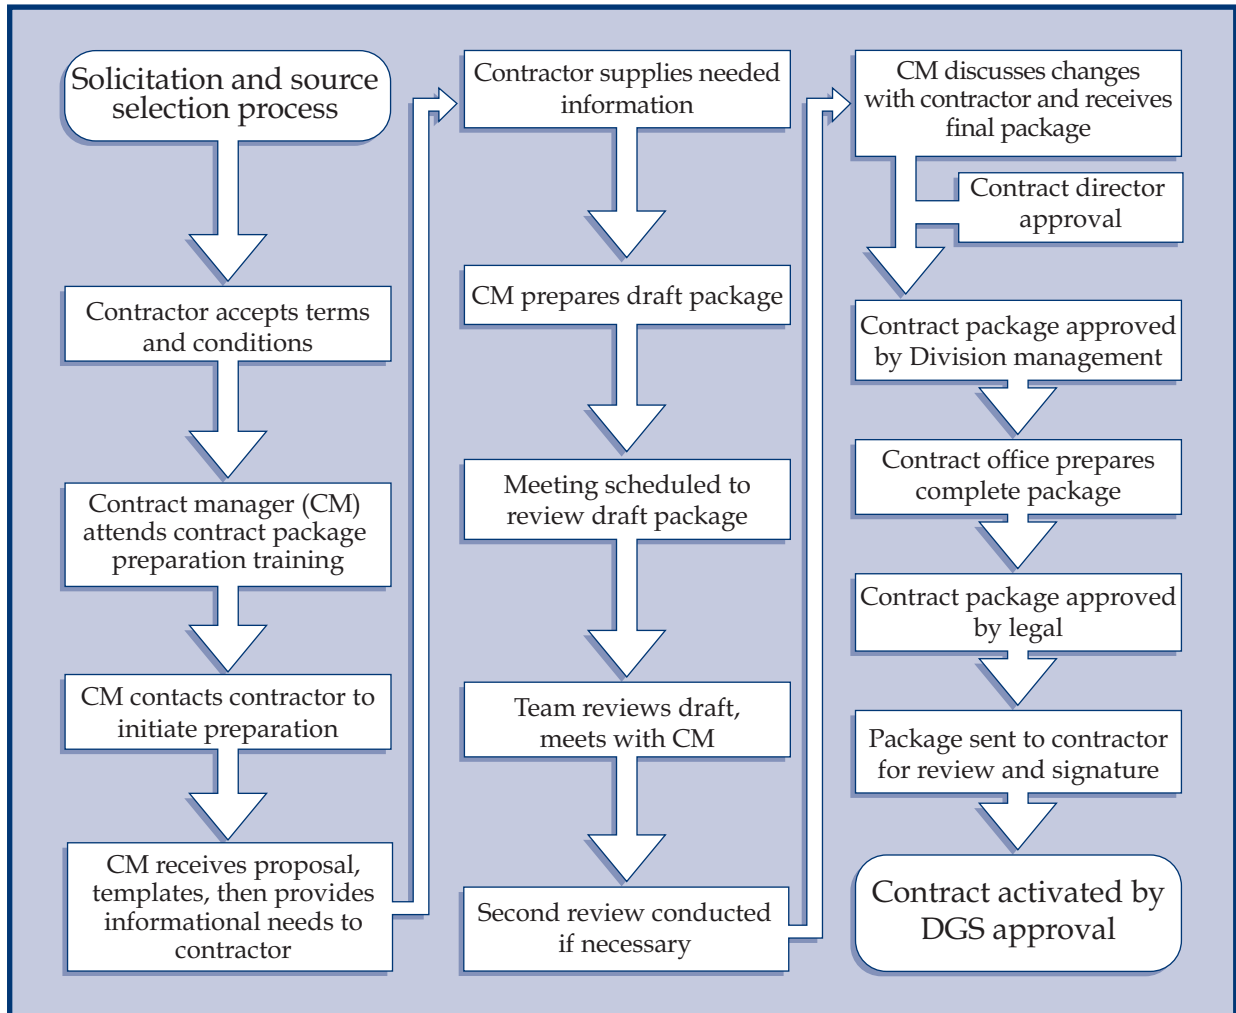 Solicitation and source
selection process
Contractor accepts terms
and conditions
Contract manager (CM)
attends contract package
preparation training
CM contacts contractor to
initiate preparation
CM receives proposal,
templates, then provides
informational needs to
contractor
Contractor supplies needed
information
CM prepares draft package
Meeting scheduled to
review draft package
Team reviews draft,
meets with CM
Second review conducted
if necessary
CM discusses changes
with contractor and receives
final package
Contract director
approval
Contract package approved
by Division management
Contract office prepares
complete package
Contract package approved
by legal
Package sent to contractor
for review and signature
Contract activated by
DGS approval